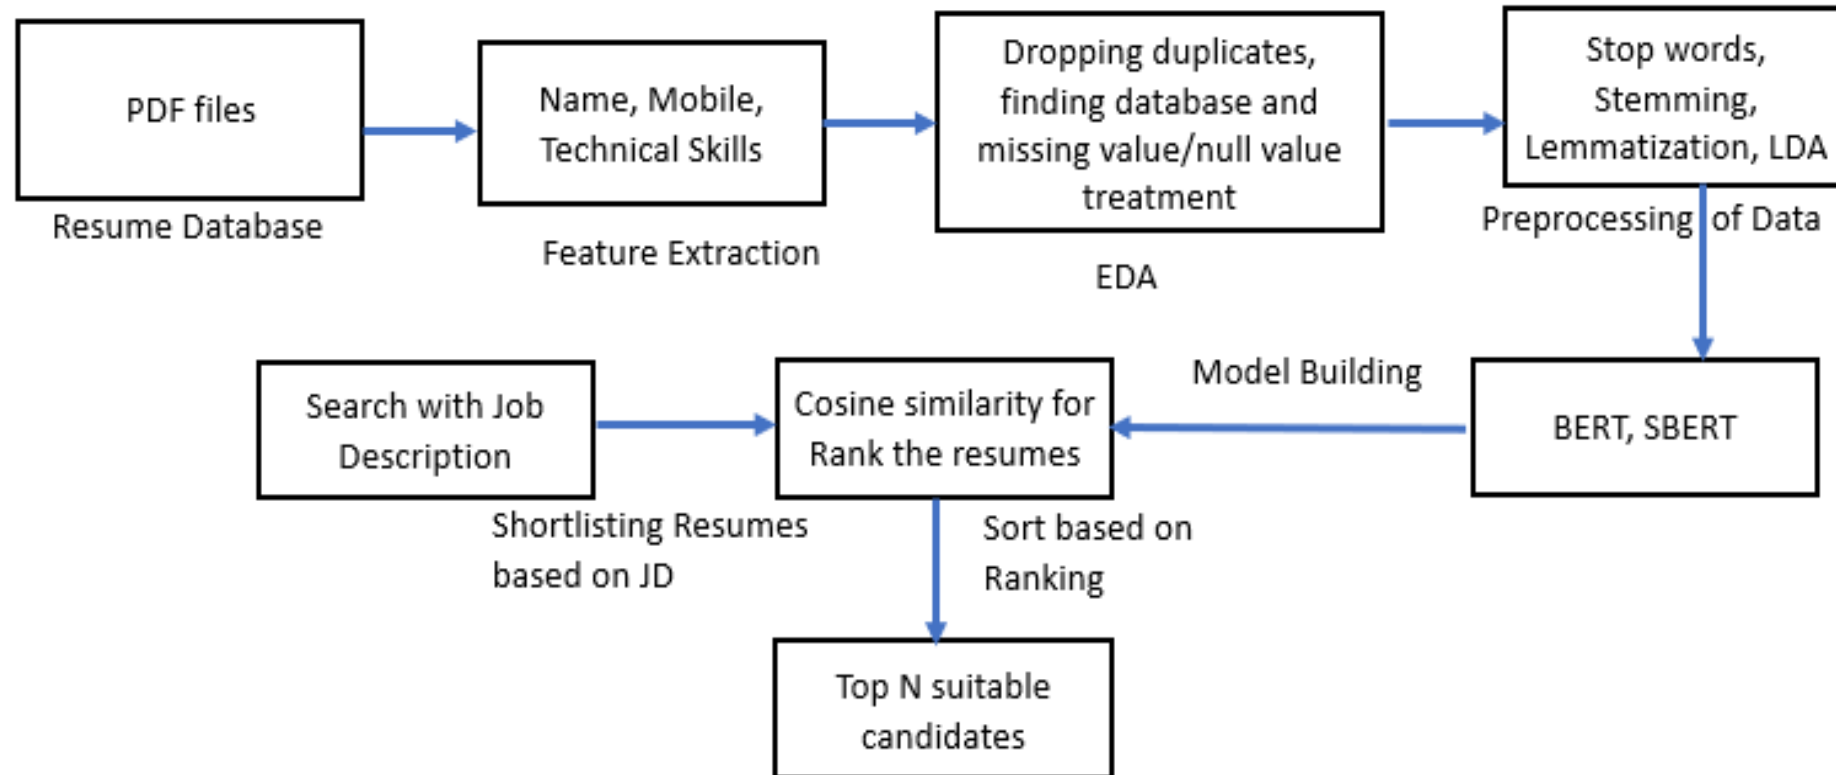 PDF files
Resume Database
Name, Mobile,
Technical Skills
Feature Extraction
Dropping duplicates,
finding database and
missing value/null value
treatment
EDA
Stop words,
Stemming,
Lemmatization, LDA
Preprocessing of Data
Search with Job
Description
Shortlisting Resumes
based on JD
Cosine similarity for
Rank the resumes
Model Building
BERT, SBERT
Sort based on
Ranking
Top N suitable
candidates